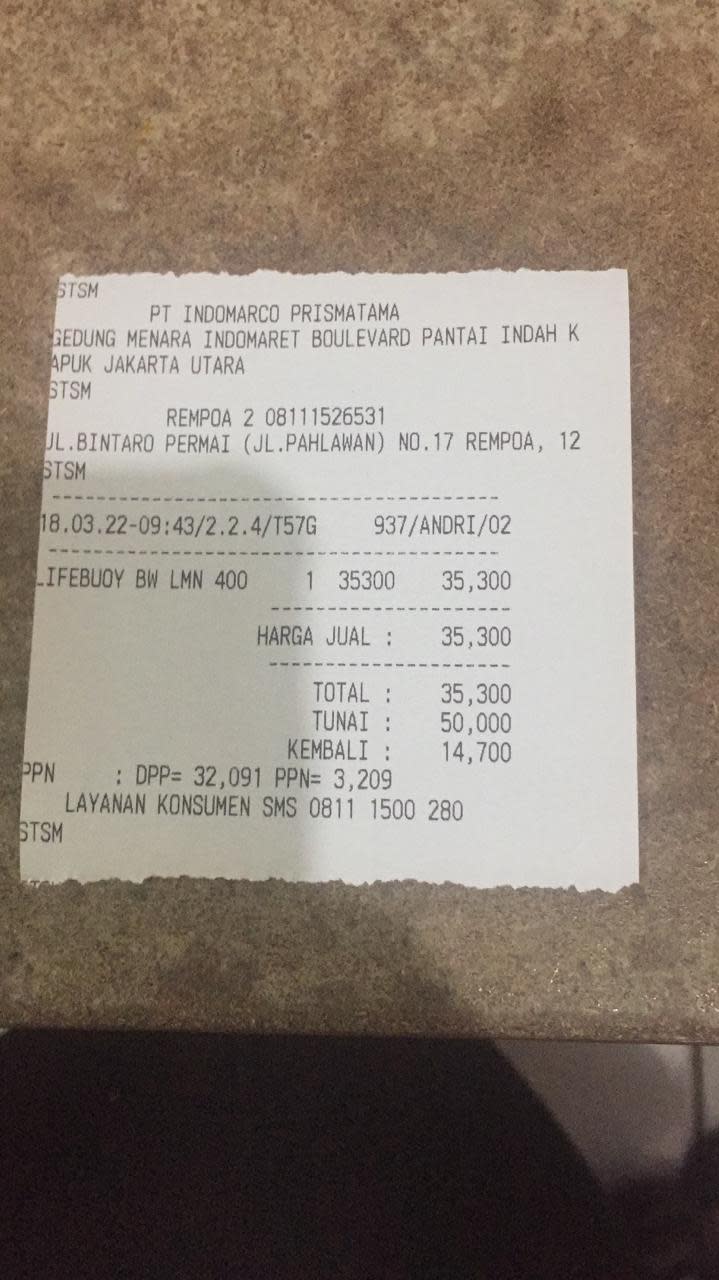 STSM
PT INDOMARCO PRISMATAMA
GEDUNG MENARA INDOMARET BOULEVARD PANTAI INDAH K
APUK JAKARTA UTARA
STSM
REMPOA 2 08111526531
JL.BINTARO PERMAI (JL.PAHLAWAN) NO.17 REMPOA, 12
STSM
18.03.22-09:43/2.2.4/T57G 937/ANDRI/02
LIFEBUOY BW LMN 400 1 35300 35,300
HARGA JUAL : 35,300
TOTAL : 35,300
TUNAI : 50,000
KEMBALI : 14,700
PPN : DPP= 32,091 PPN= 3,209
LAYANAN KONSUMEN SMS 0811 1500 280
STSM